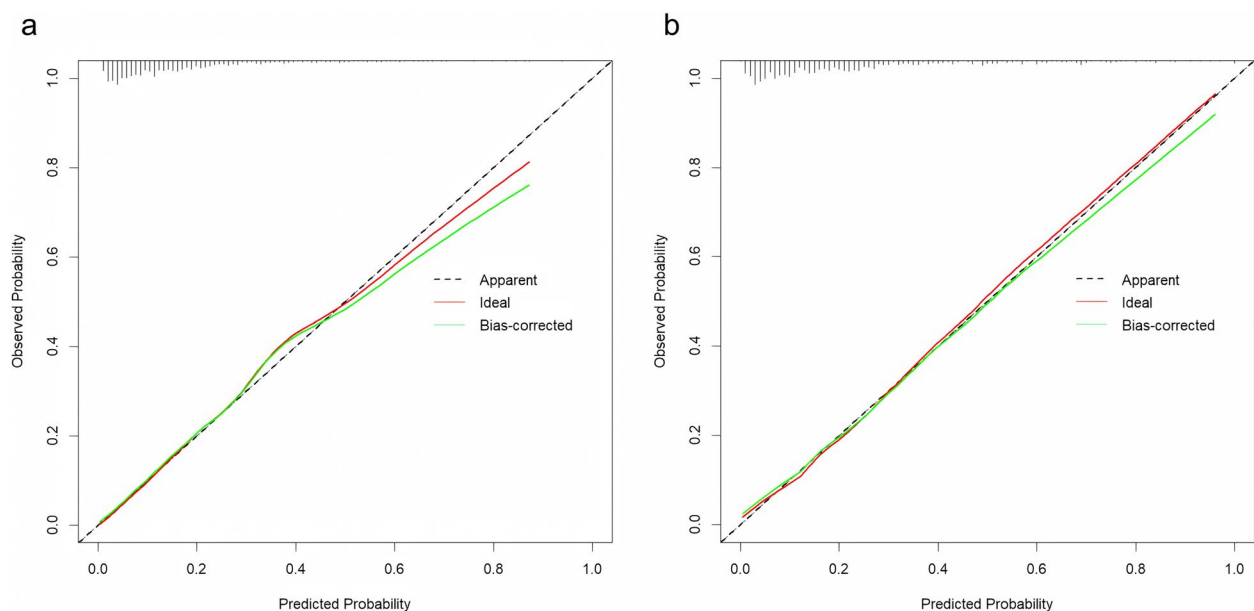 a
b
Observed Probability
1.0
0.8
0.6
0.4
0.2
0.0
Apparent
Ideal
Bias-corrected
0.0 0.2 0.4 0.6 0.8 1.0
Predicted Probability
Observed Probability
1.0
0.8
0.6
0.4
0.2
0.0
Apparent
Ideal
Bias-corrected
0.0 0.2 0.4 0.6 0.8 1.0
Predicted Probability